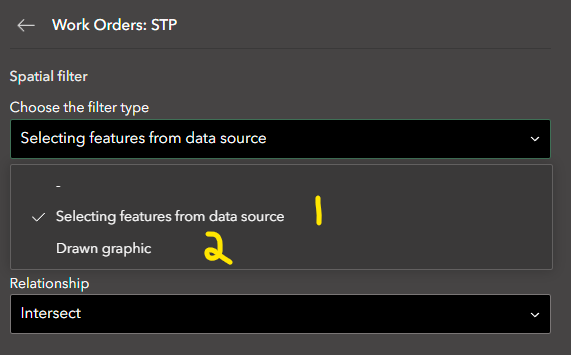 Work Orders: STP
Spatial filter
Choose the filter type
Selecting features from data source
-
Selecting features from data source 1
Drawn graphic 2
Relationship
Intersect